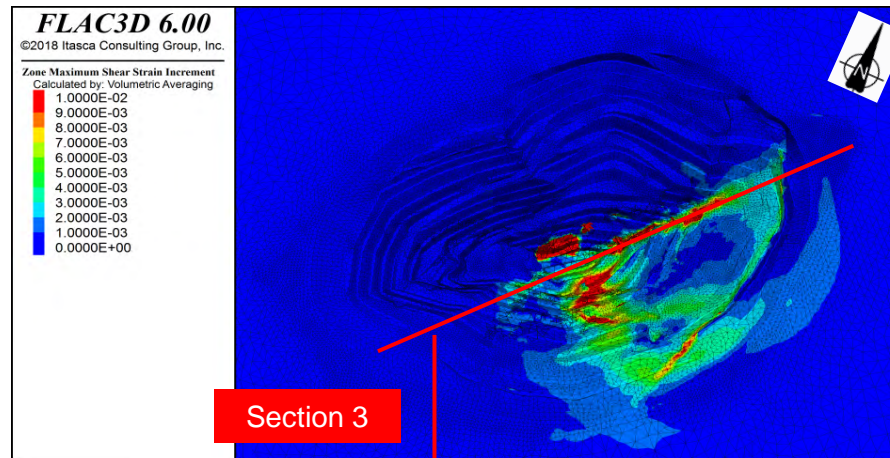 FLAC3D 6.00
©2018 Itasca Consulting Group, Inc.
Zone Maximum Shear Strain Increment
Calculated by: Volumetric Averaging
1.0000E-02
9.0000E-03
8.0000E-03
7.0000E-03
6.0000E-03
5.0000E-03
4.0000E-03
3.0000E-03
2.0000E-03
1.0000E-03
0.0000E+00
N
Section 3